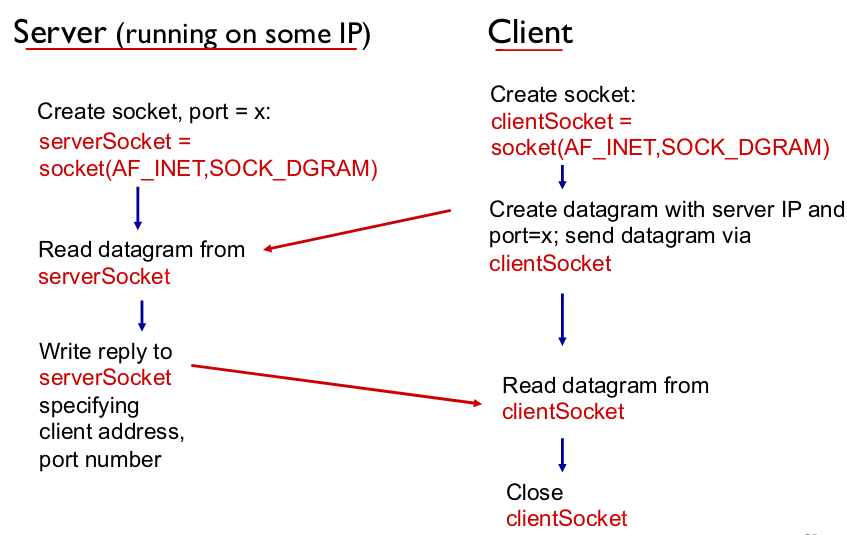 Server (running on some IP)
Create socket, port = x:
serverSocket =
socket(AF_INET,SOCK_DGRAM)
Read datagram from
serverSocket
Write reply to
serverSocket
specifying
client address,
port number
Client
Create socket:
clientSocket =
socket(AF_INET,SOCK_DGRAM)
Create datagram with server IP and
port=x; send datagram via
clientSocket
Read datagram from
clientSocket
Close
clientSocket